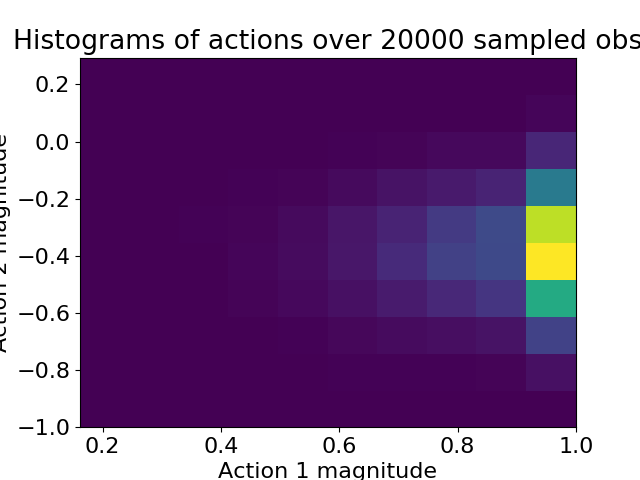 Histograms of actions over 20000 sampled obs
0.2
0.0
−0.2
−0.4
−0.6
−0.8
−1.0
Action 2 magnitude
0.2 0.4 0.6 0.8 1.0
Action 1 magnitude